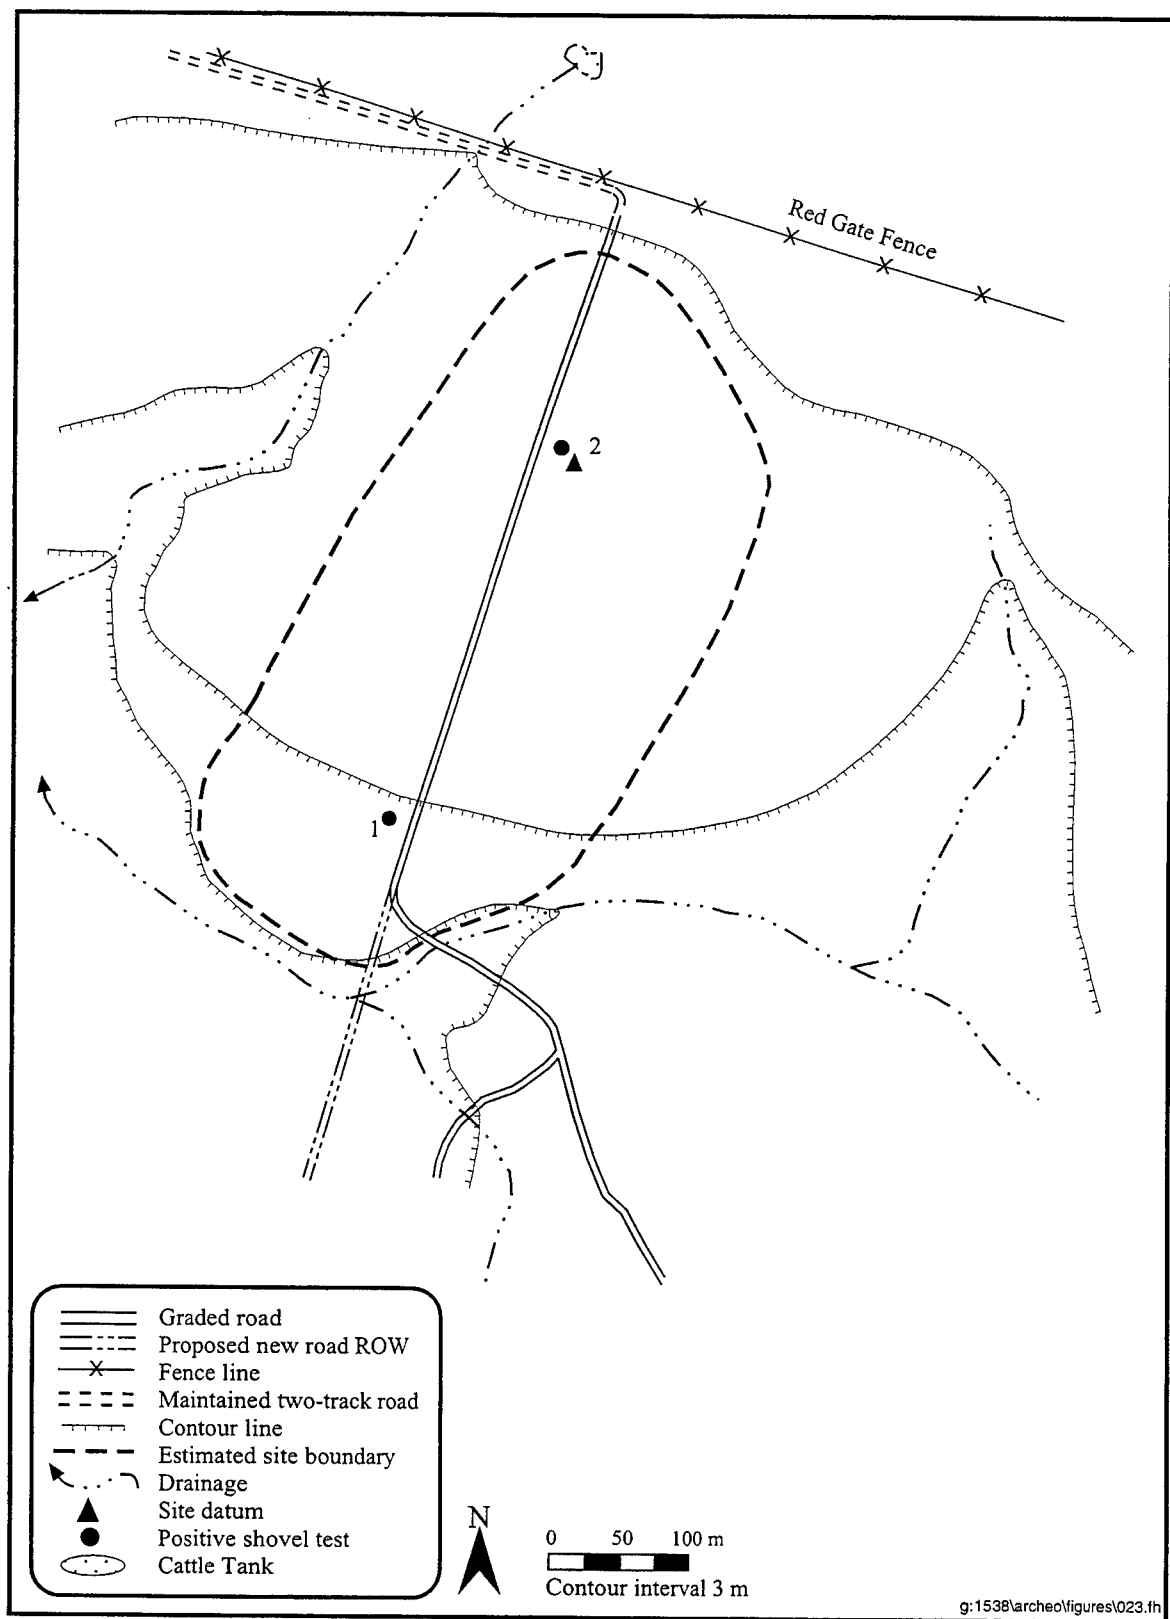 Red Gate Fence
2
1
Graded road
Proposed new road ROW
Fence line
Maintained two-track road
Contour line
Estimated site boundary
Drainage
Site datum
Positive shovel test
Cattle Tank
N
0 50 100 m
Contour interval 3 m
g:1538\archeo\figures\023.fh